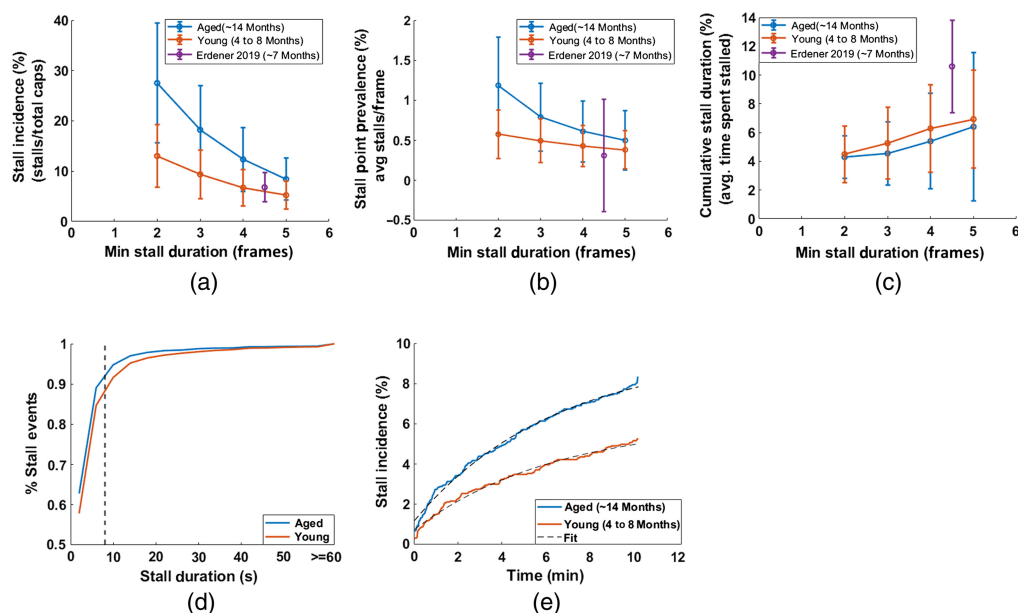 40
30
20
10
0
0 1 2 3 4 5 6
Stall incidence (%)
(stalls/total caps)
Min stall duration (frames)
Aged(~14 Months)
Young (4 to 8 Months)
Erdener 2019 (~7 Months)
(a)
2
1.5
1
0.5
0
−0.5
0 1 2 3 4 5 6
Stall point prevalence (%)
avg stalls/frame
Min stall duration (frames)
Aged(~14 Months)
Young (4 to 8 Months)
Erdener 2019 (~7 Months)
(b)
14
12
10
8
6
4
2
0
0 1 2 3 4 5 6
Cumulative stall duration (%)
(avg. time spent stalled)
Min stall duration (frames)
Aged(~14 Months)
Young (4 to 8 Months)
Erdener 2019 (~7 Months)
(c)
1
0.9
0.8
0.7
0.6
0.5
0 10 20 30 40 50 >=60
% Stall events
Stall duration (s)
Aged
Young
(d)
10
8
6
4
2
0
0 2 4 6 8 10 12
Stall incidence (%)
Time (min)
Aged (~14 Months)
Young (4 to 8 Months)
Fit
(e)